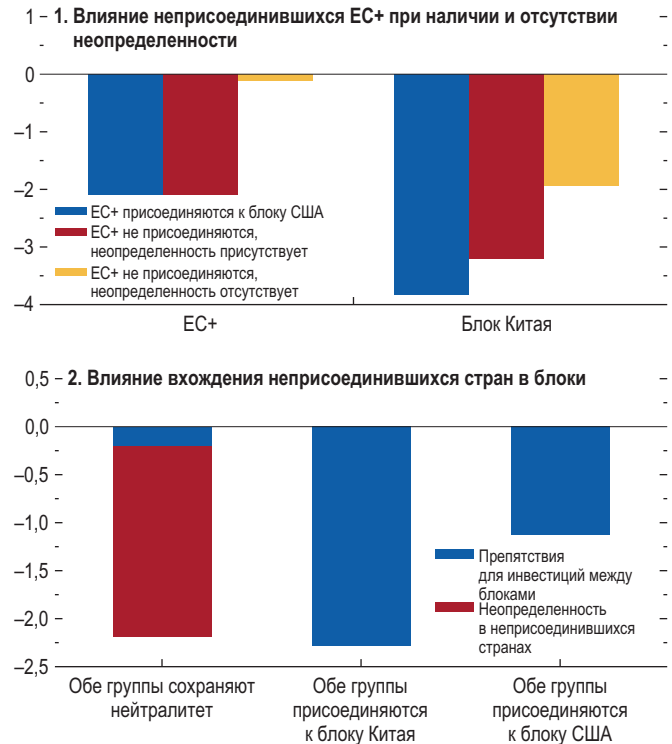 1. Влияние неприсоединившихся ЕС+ при наличии и отсутствии
неопределенности
1
0
–1
–2
–3
–4
ЕС+ присоединяются к блоку США
ЕС+ не присоединяются,
неопределенность присутствует
ЕС+ не присоединяются,
неопределенность отсутствует
ЕС+
Блок Китая
2. Влияние вхождения неприсоединившихся стран в блоки
0,5
0,0
–0,5
–1,0
–1,5
–2,0
–2,5
Препятствия
для инвестиций между
блоками
Неопределенность
в неприсоединившихся
странах
Обе группы сохраняют
нейтралитет
Обе группы
присоединяются
к блоку Китая
Обе группы
присоединяются
к блоку США